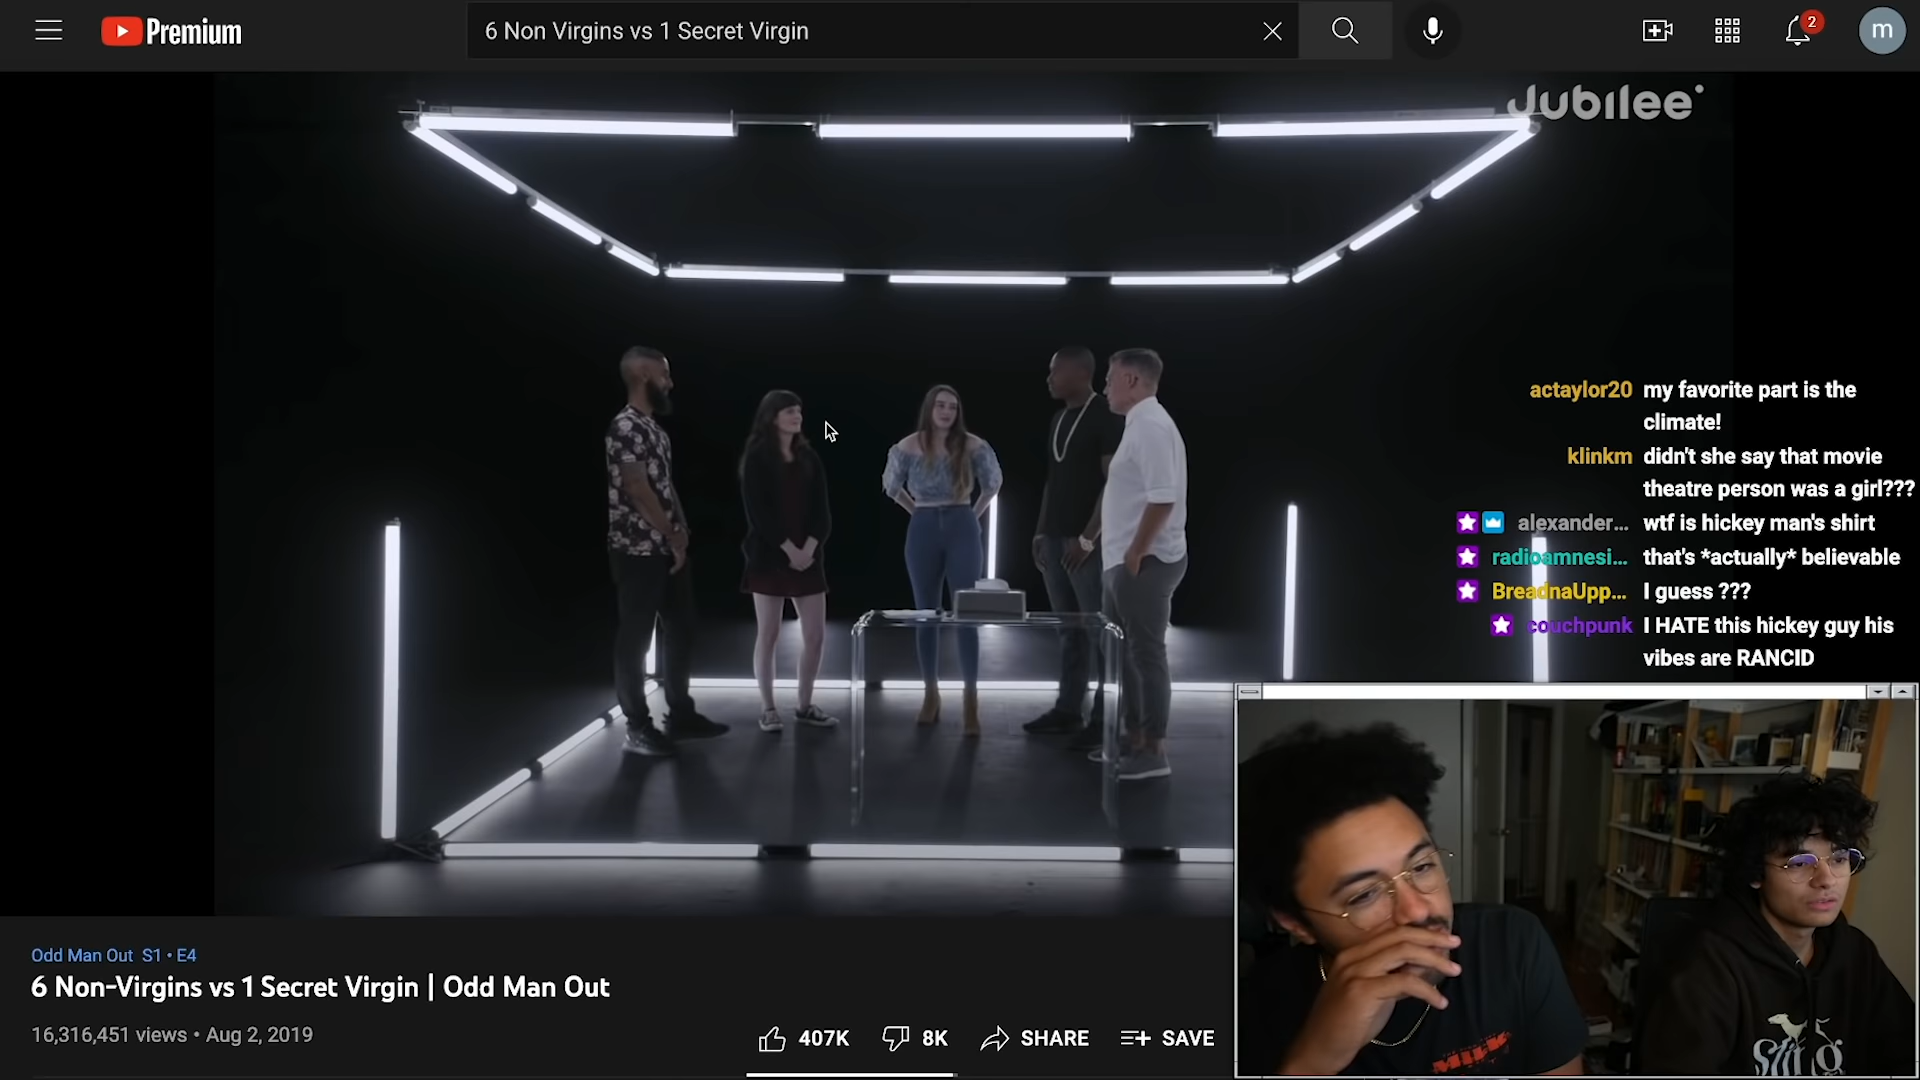 Premium
6 Non Virgins vs 1 Secret Virgin
2
m
Jubilee
actaylor20 my favorite part is the
climate!
klinkm didn't she say that movie
theatre person was a girl???
alexander... wtf is hickey man's shirt
radioamnesi... that's *actually* believable
BreadnaUpp... I guess ???
couchpunk I HATE this hickey guy his
vibes are RANCID
Odd Man Out S1 • E4
6 Non-Virgins vs 1 Secret Virgin | Odd Man Out
16,316,451 views • Aug 2, 2019
407K
8K
SHARE
SAVE